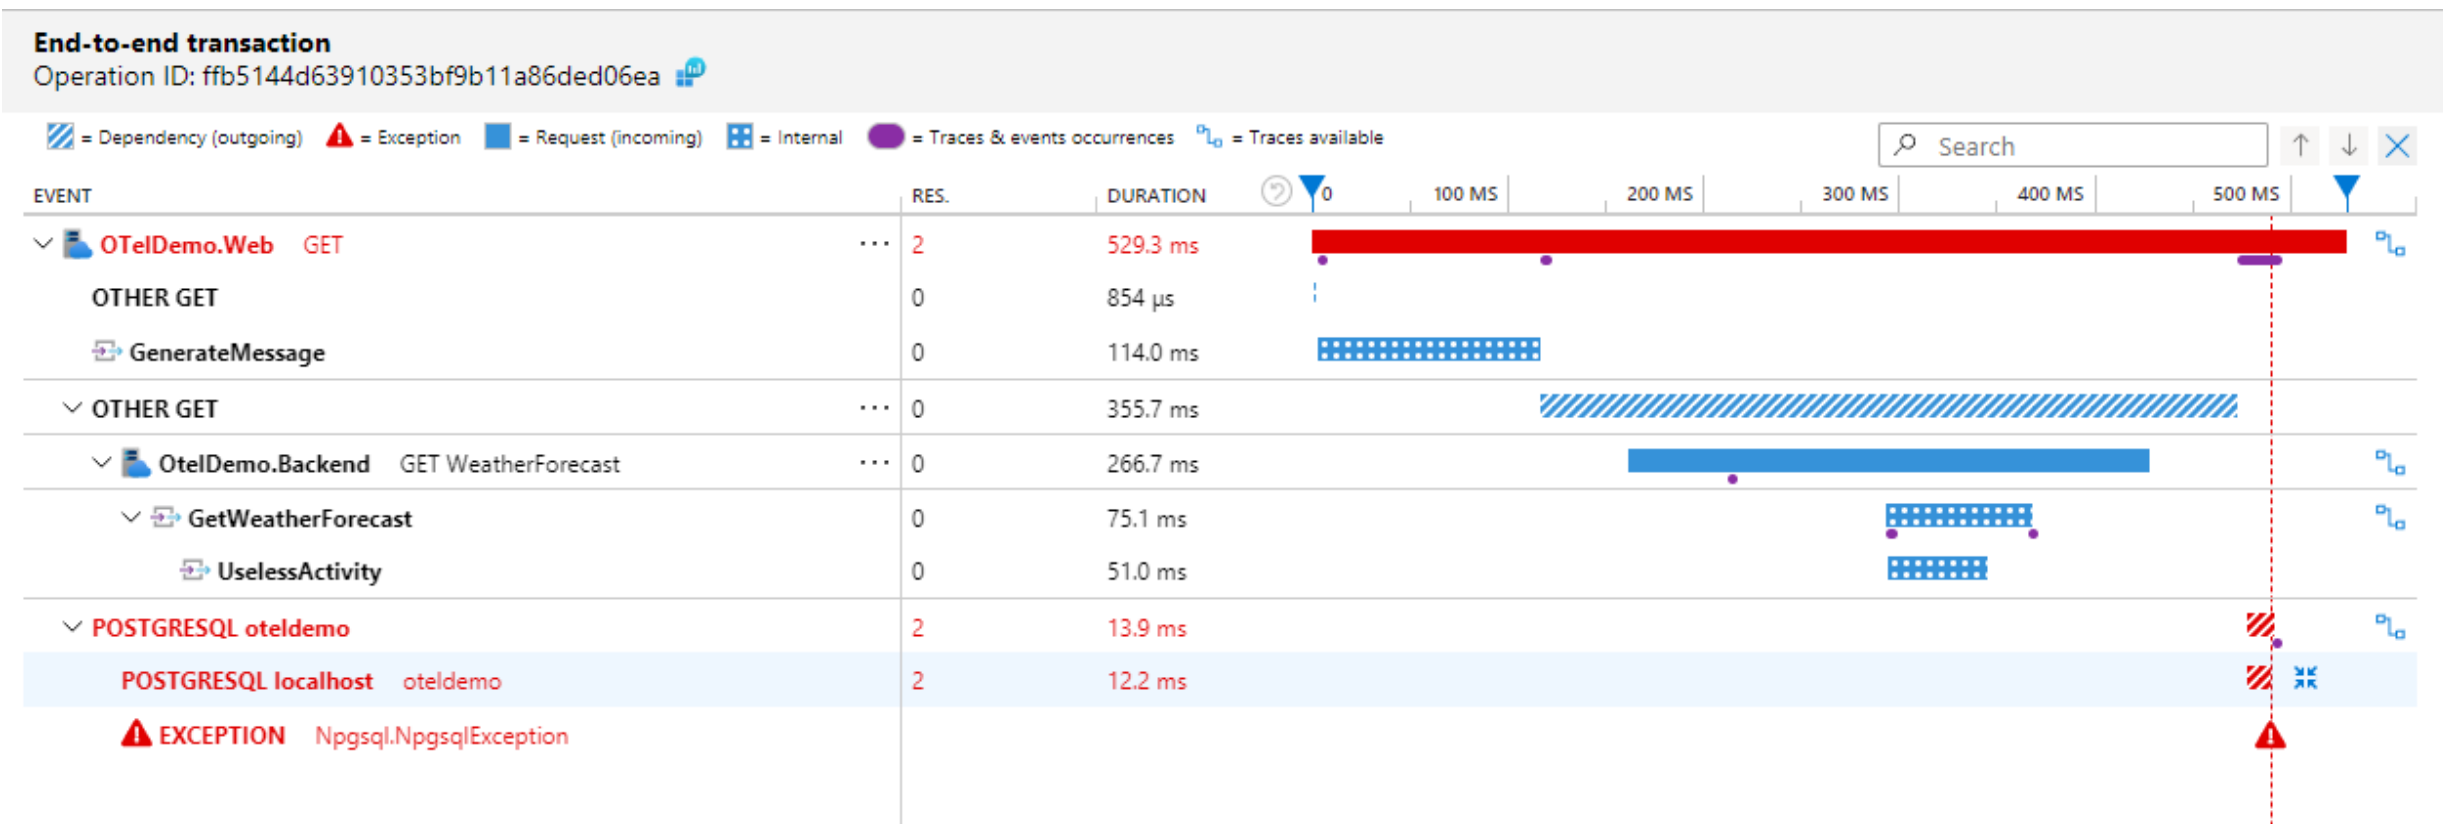 End-to-end transaction
Operation ID: ffb5144d63910353bf9b11a86ded06ea
= Dependency (outgoing) = Exception = Request (incoming) = Internal = Traces & events occurrences = Traces available
Search
EVENT RES. DURATION 0 100 MS 200 MS 300 MS 400 MS 500 MS
OTelDemo.Web GET ... 2 529.3 ms
OTHER GET 0 854 µs
GenerateMessage 0 114.0 ms
OTHER GET ... 0 355.7 ms
OtelDemo.Backend GET WeatherForecast ... 0 266.7 ms
GetWeatherForecast 0 75.1 ms
UselessActivity 0 51.0 ms
POSTGRESQL oteldemo 2 13.9 ms
POSTGRESQL localhost oteldemo 2 12.2 ms
EXCEPTION Npgsql.NpgsqlException